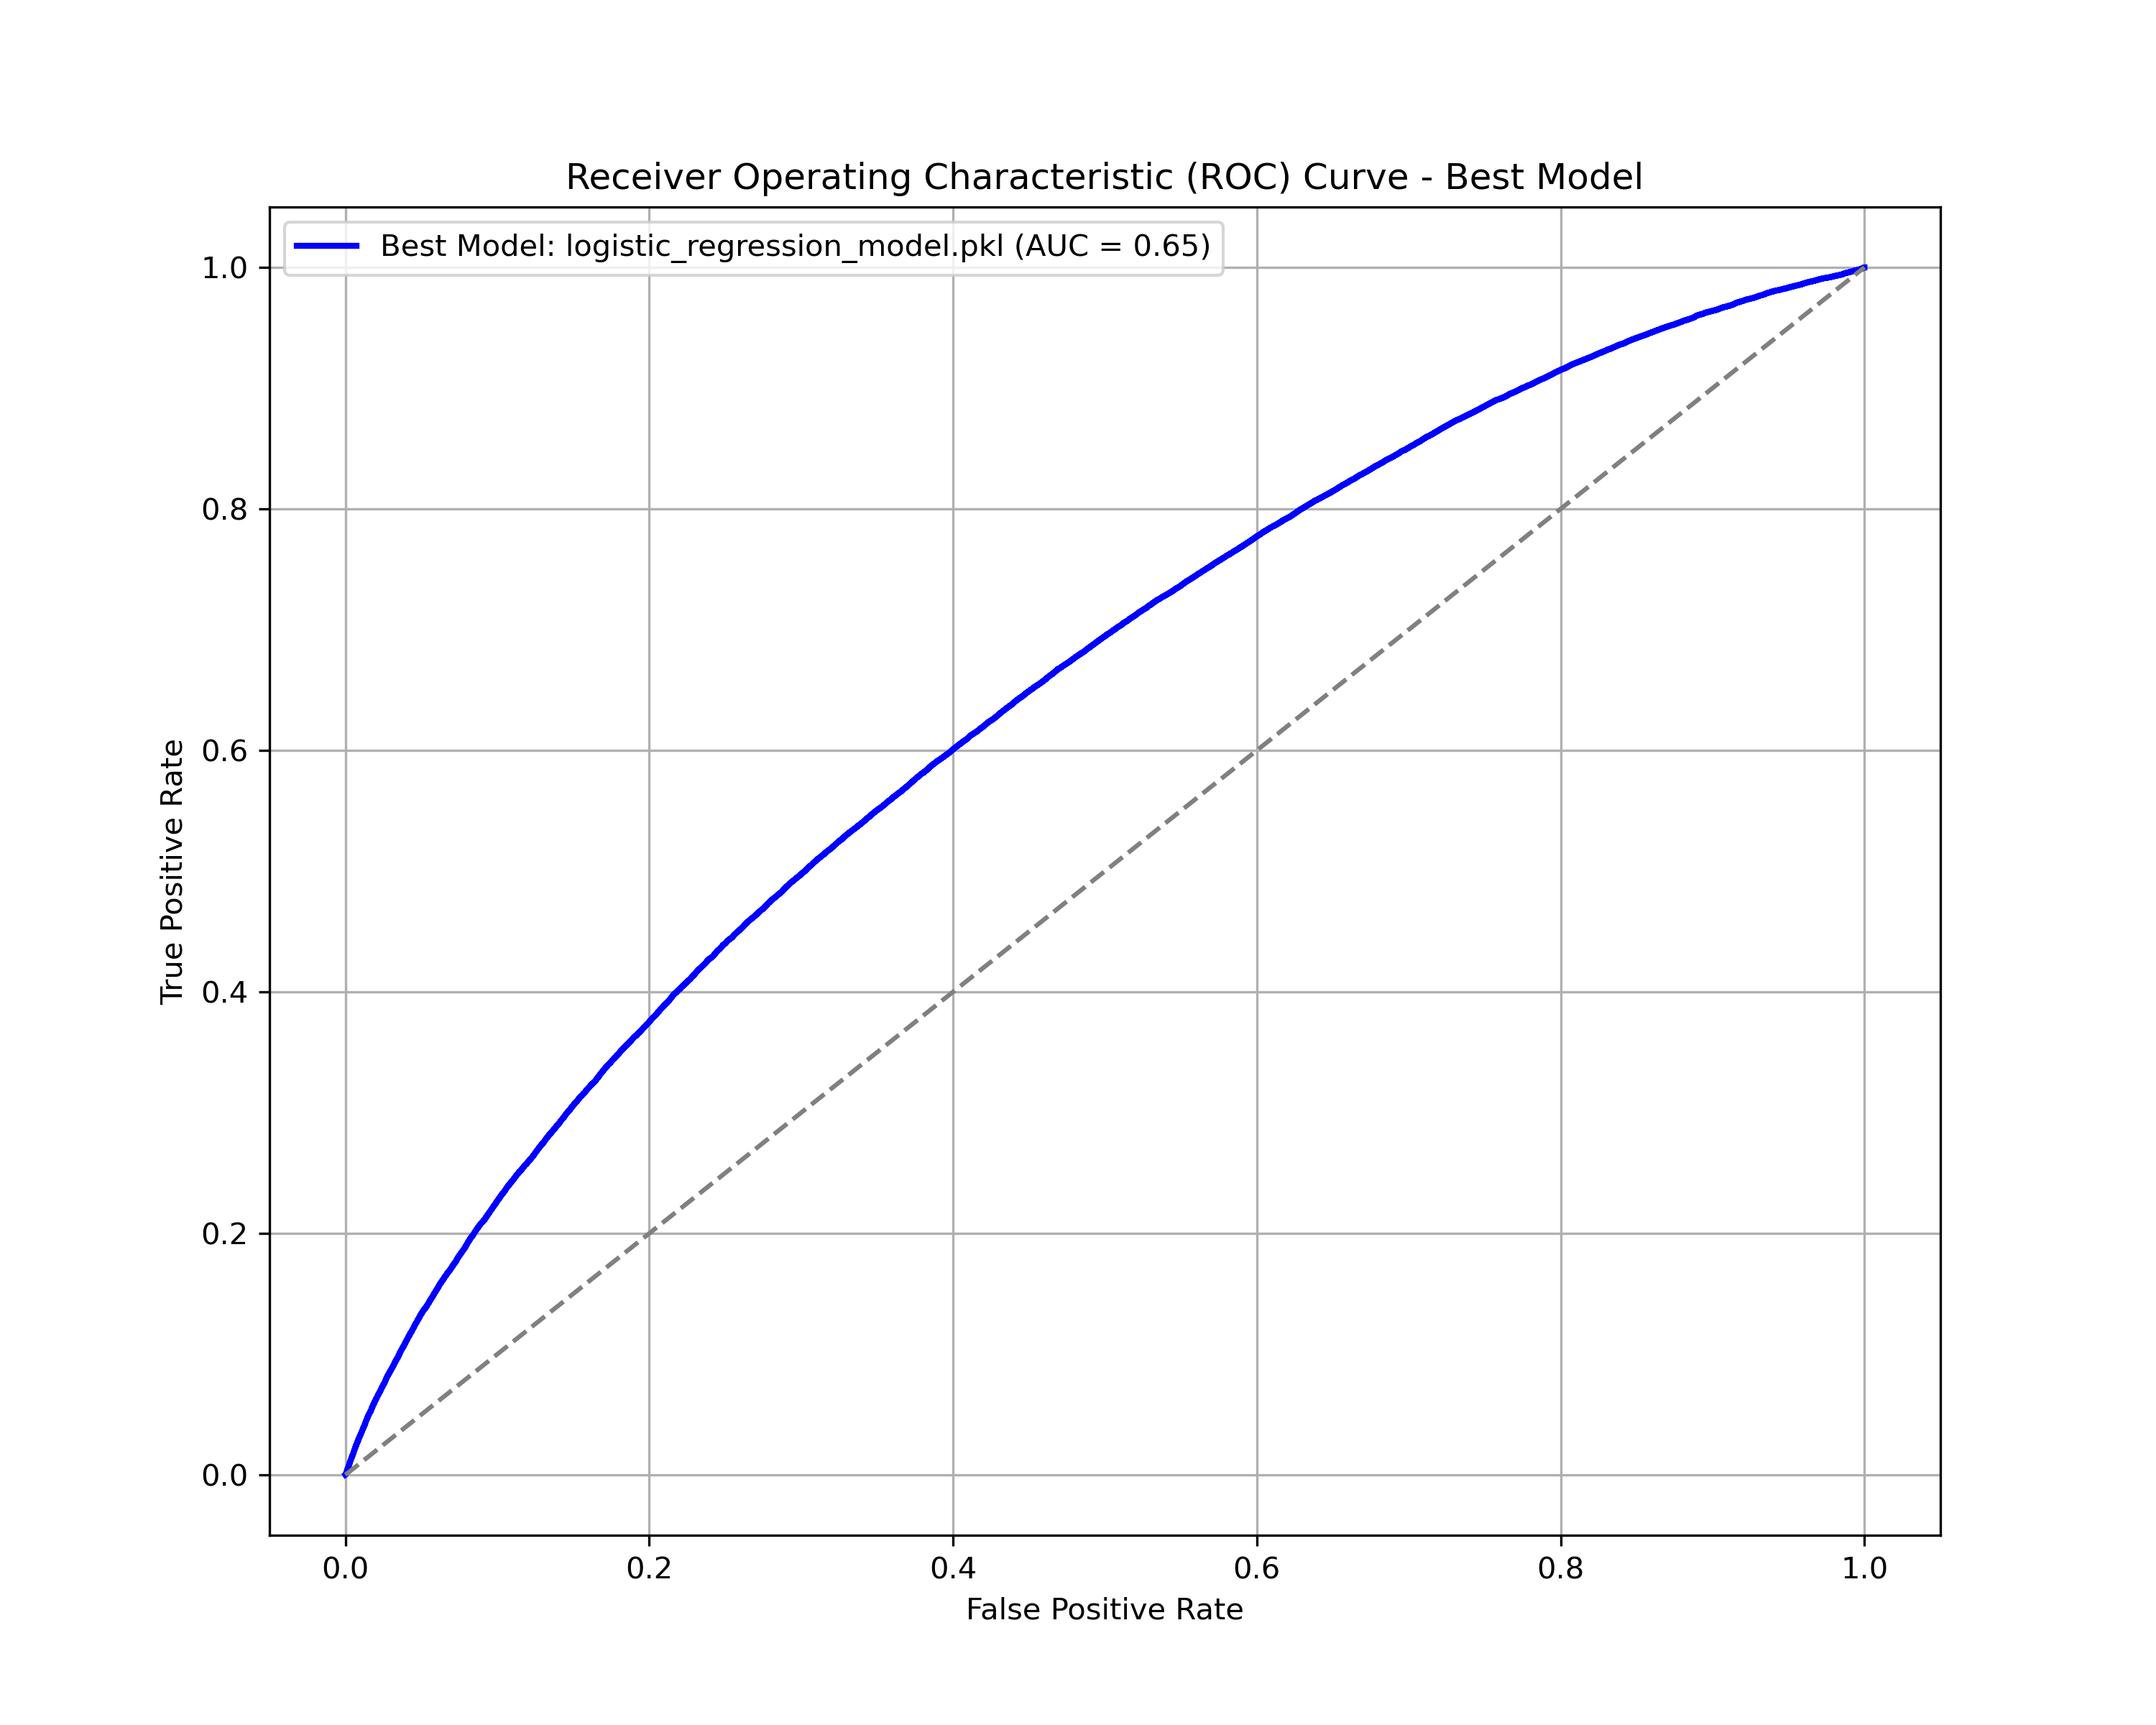 Receiver Operating Characteristic (ROC) Curve - Best Model
Best Model: logistic_regression_model.pkl (AUC = 0.65)
1.0
0.8
0.6
0.4
0.2
0.0
True Positive Rate
0.0 0.2 0.4 0.6 0.8 1.0
False Positive Rate